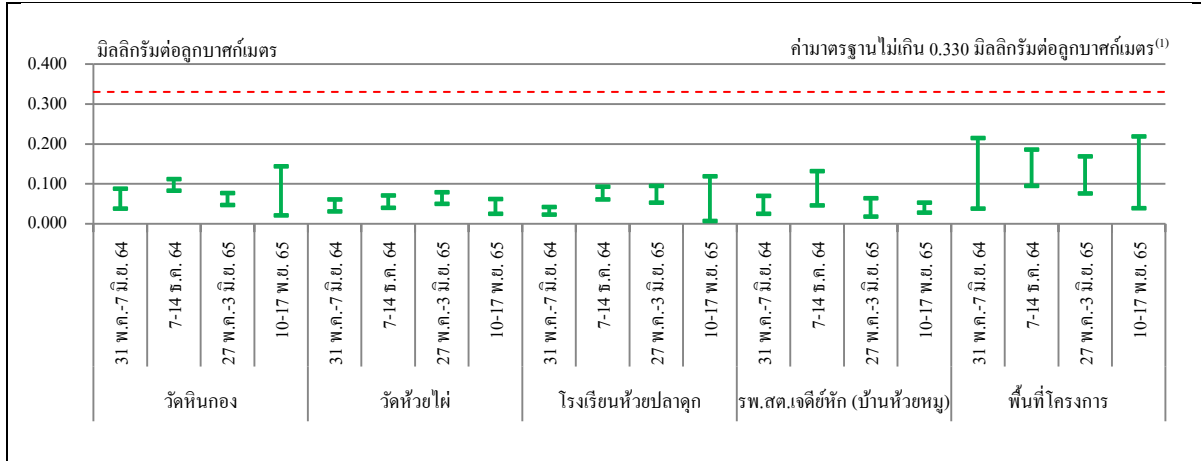 มิลลิกรัมต่อลูกบาศก์เมตร
ค่ามาตรฐานไม่เกิน 0.330 มิลลิกรัมต่อลูกบาศก์เมตร(1)
0.400
0.300
0.200
0.100
0.000
31 พ.ค.-7 มิ.ย. 64
7-14 ธ.ค. 64
27 พ.ค.-3 มิ.ย. 65
10-17 พ.ย. 65
31 พ.ค.-7 มิ.ย. 64
7-14 ธ.ค. 64
27 พ.ค.-3 มิ.ย. 65
10-17 พ.ย. 65
31 พ.ค.-7 มิ.ย. 64
7-14 ธ.ค. 64
27 พ.ค.-3 มิ.ย. 65
10-17 พ.ย. 65
31 พ.ค.-7 มิ.ย. 64
7-14 ธ.ค. 64
27 พ.ค.-3 มิ.ย. 65
10-17 พ.ย. 65
31 พ.ค.-7 มิ.ย. 64
7-14 ธ.ค. 64
27 พ.ค.-3 มิ.ย. 65
10-17 พ.ย. 65
วัดหินกอง
วัดห้วยไผ่
โรงเรียนห้วยปลาดุก
รพ.สต.เจดีย์หัก (บ้านห้วยหมู)
พื้นที่โครงการ